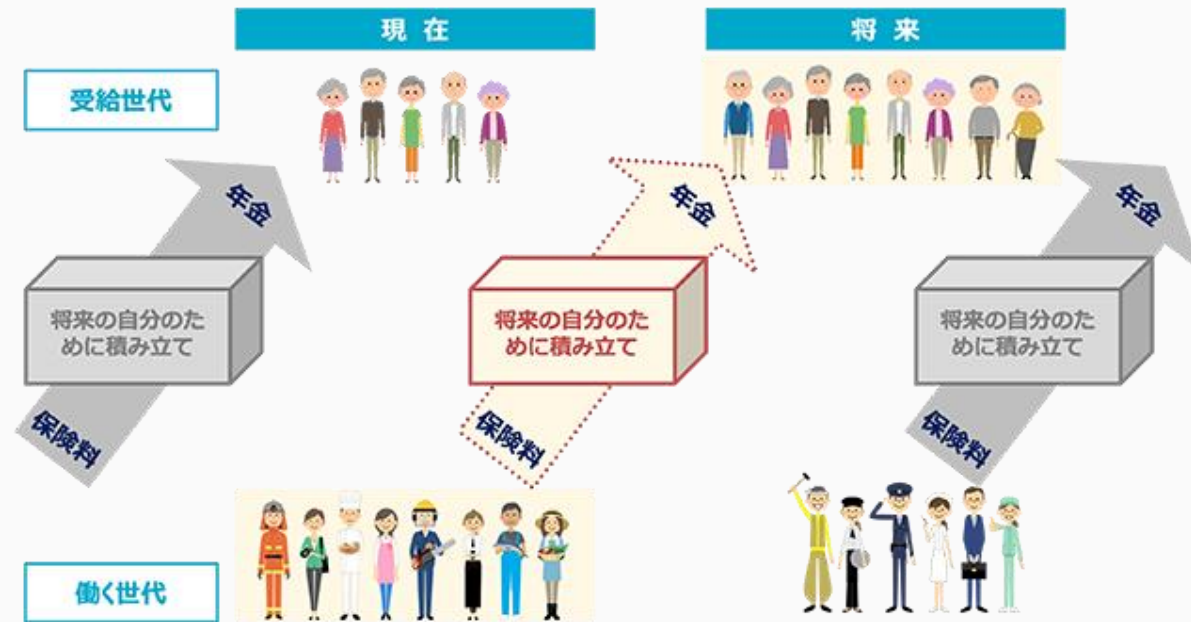 現在
将来
受給世代
年金
年金
年金
将来の自分のた
めに積み立て
将来の自分のた
めに積み立て
将来の自分のた
めに積み立て
保険料
保険料
保険料
働く世代